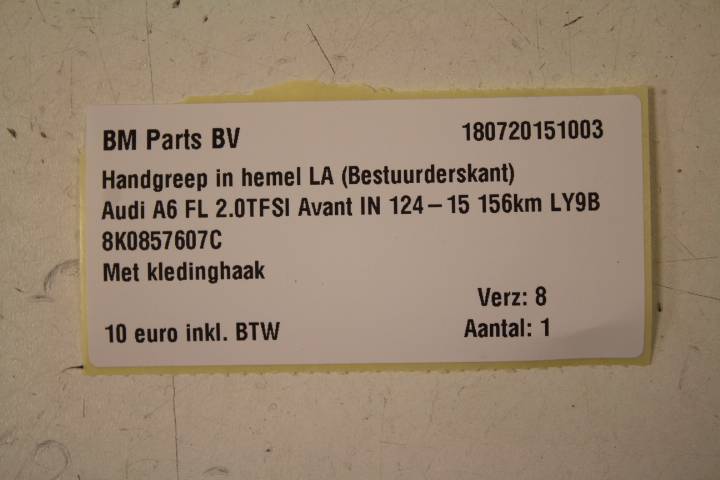 BM Parts BV 180720151003
Handgreep in hemel LA (Bestuurderskant)
Audi A6 FL 2.0TFSI Avant IN 124-15 156km LY9B
8K0857607C
Met kledinghaak
Verz: 8
10 euro inkl. BTW Aantal: 1